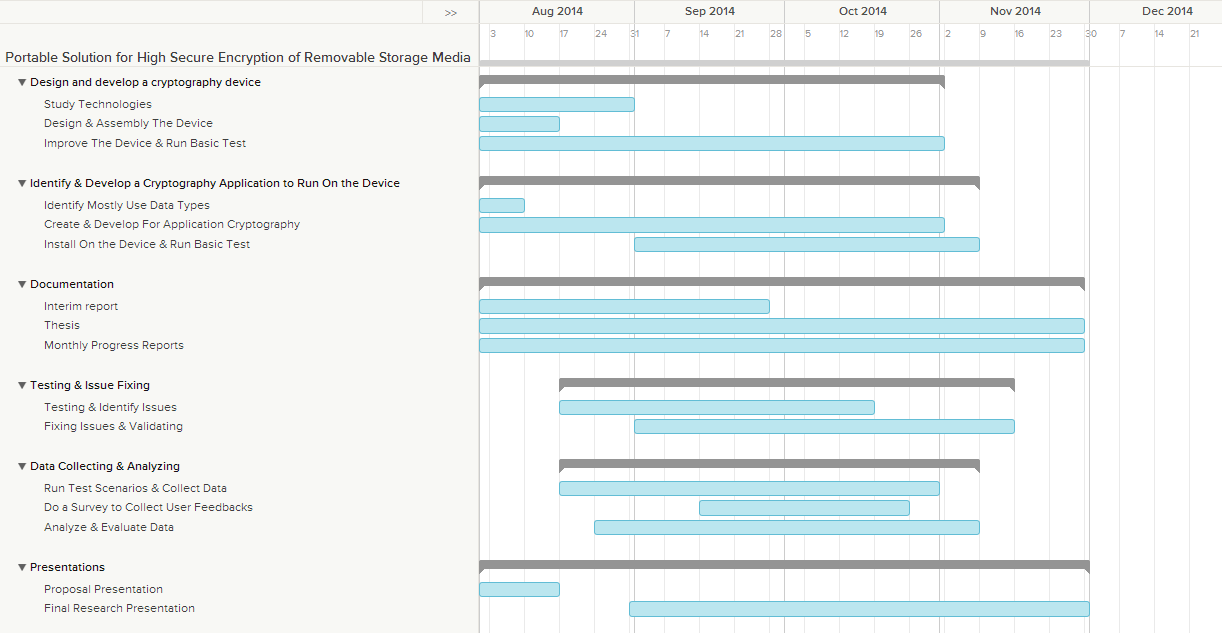 >> Aug 2014 Sep 2014 Oct 2014 Nov 2014 Dec 2014
3 10 17 24 31 7 14 21 28 5 12 19 26 2 9 16 23 30 7 14 21
Portable Solution for High Secure Encryption of Removable Storage Media
Design and develop a cryptography device
Study Technologies
Design & Assembly The Device
Improve The Device & Run Basic Test
Identify & Develop a Cryptography Application to Run On the Device
Identify Mostly Use Data Types
Create & Develop For Application Cryptography
Install On the Device & Run Basic Test
Documentation
Interim report
Thesis
Monthly Progress Reports
Testing & Issue Fixing
Testing & Identify Issues
Fixing Issues & Validating
Data Collecting & Analyzing
Run Test Scenarios & Collect Data
Do a Survey to Collect User Feedbacks
Analyze & Evaluate Data
Presentations
Proposal Presentation
Final Research Presentation